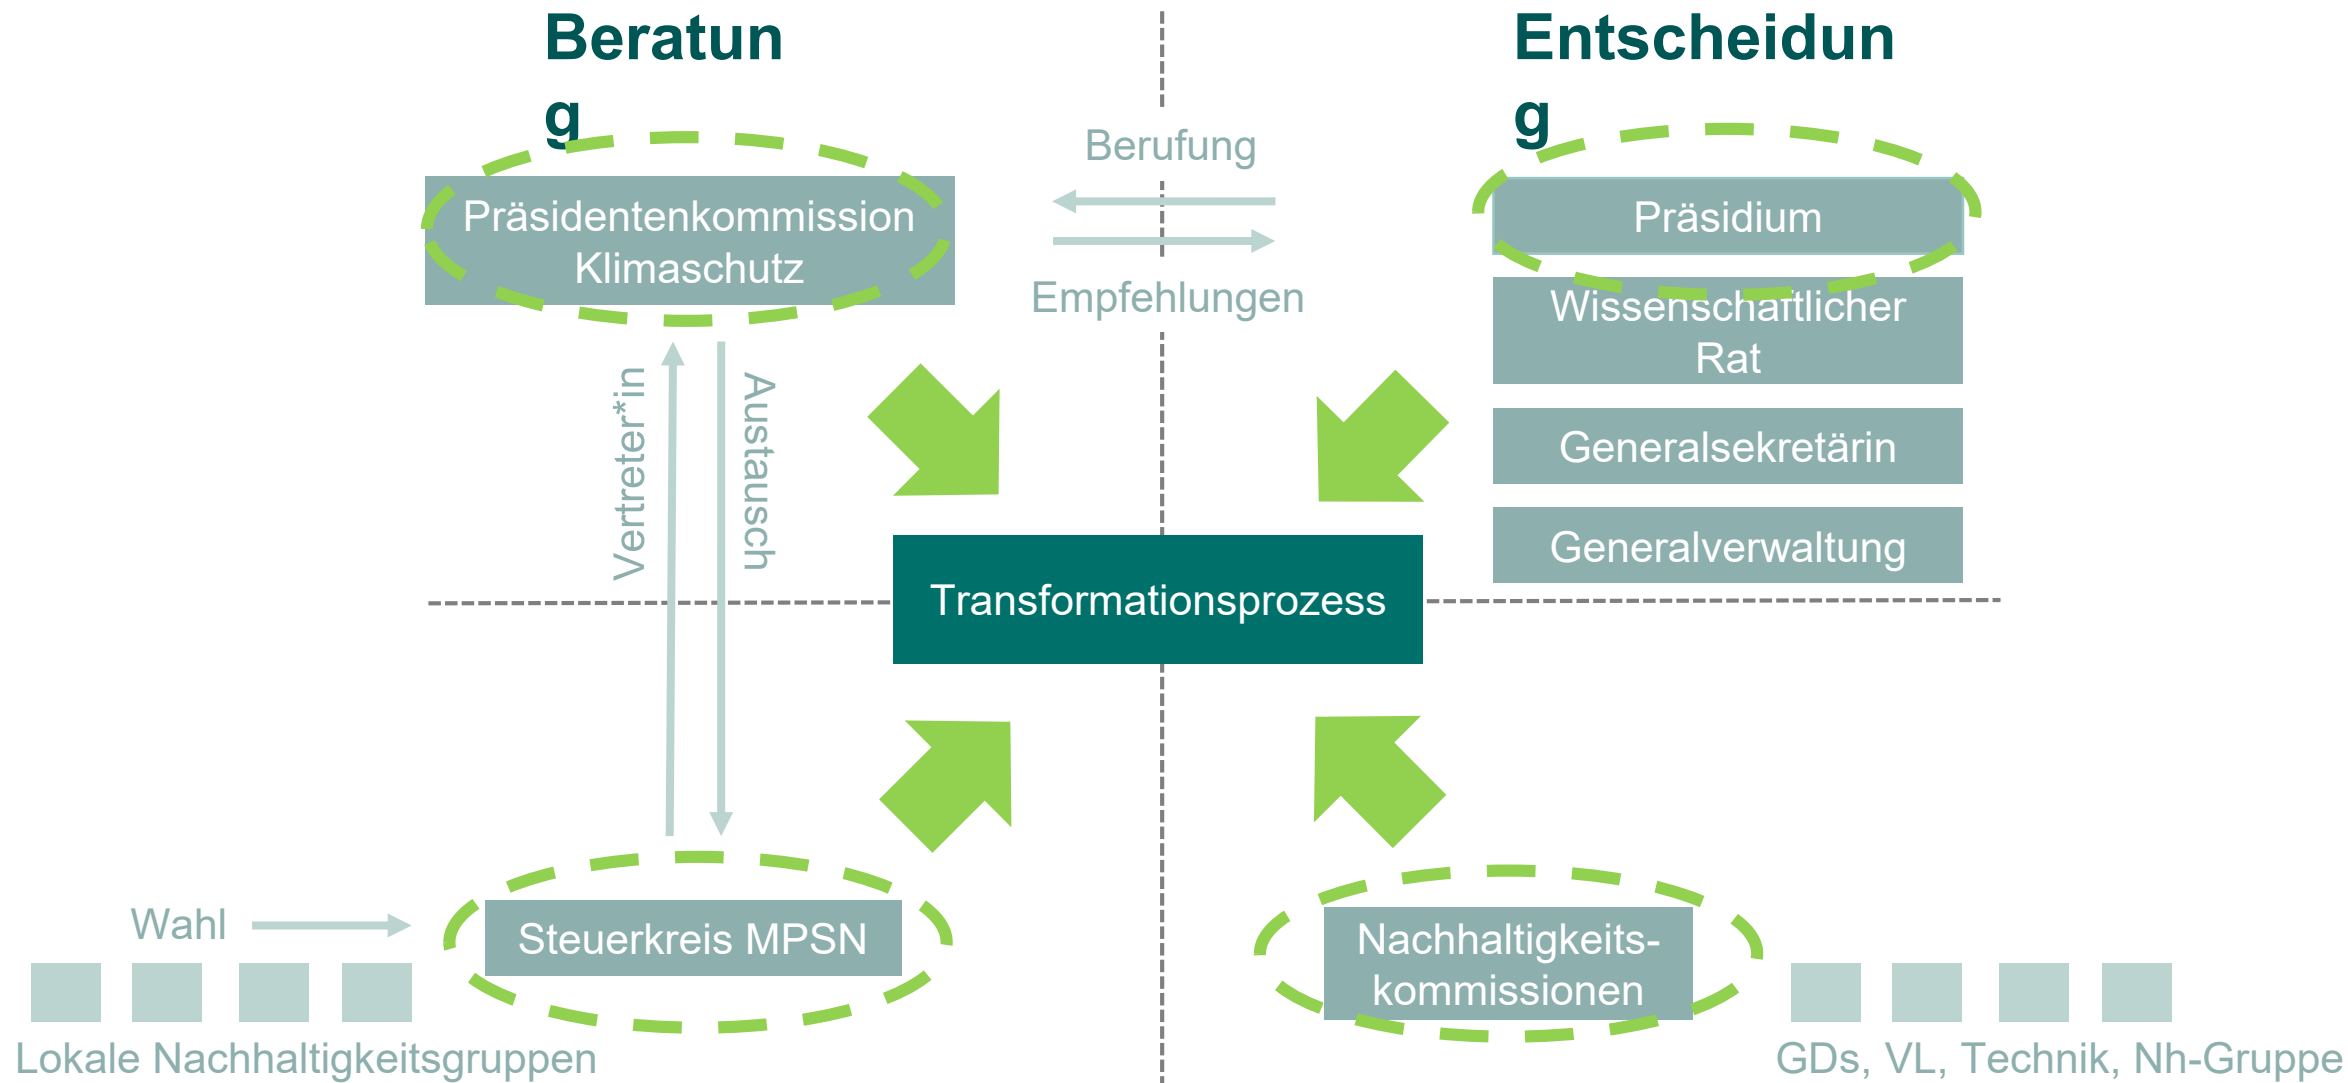 Beratun
g
Entscheidun
g
Berufung
Präsidentenkommission
Klimaschutz
Präsidium
Empfehlungen
Wissenschaftlicher
Rat
Vertreter*in
Austausch
Generalsekretärin
Generalverwaltung
Transformationsprozess
Wahl
Steuerkreis MPSN
Nachhaltigkeits-
kommissionen
Lokale Nachhaltigkeitsgruppen
GDs, VL, Technik, Nh-Gruppe